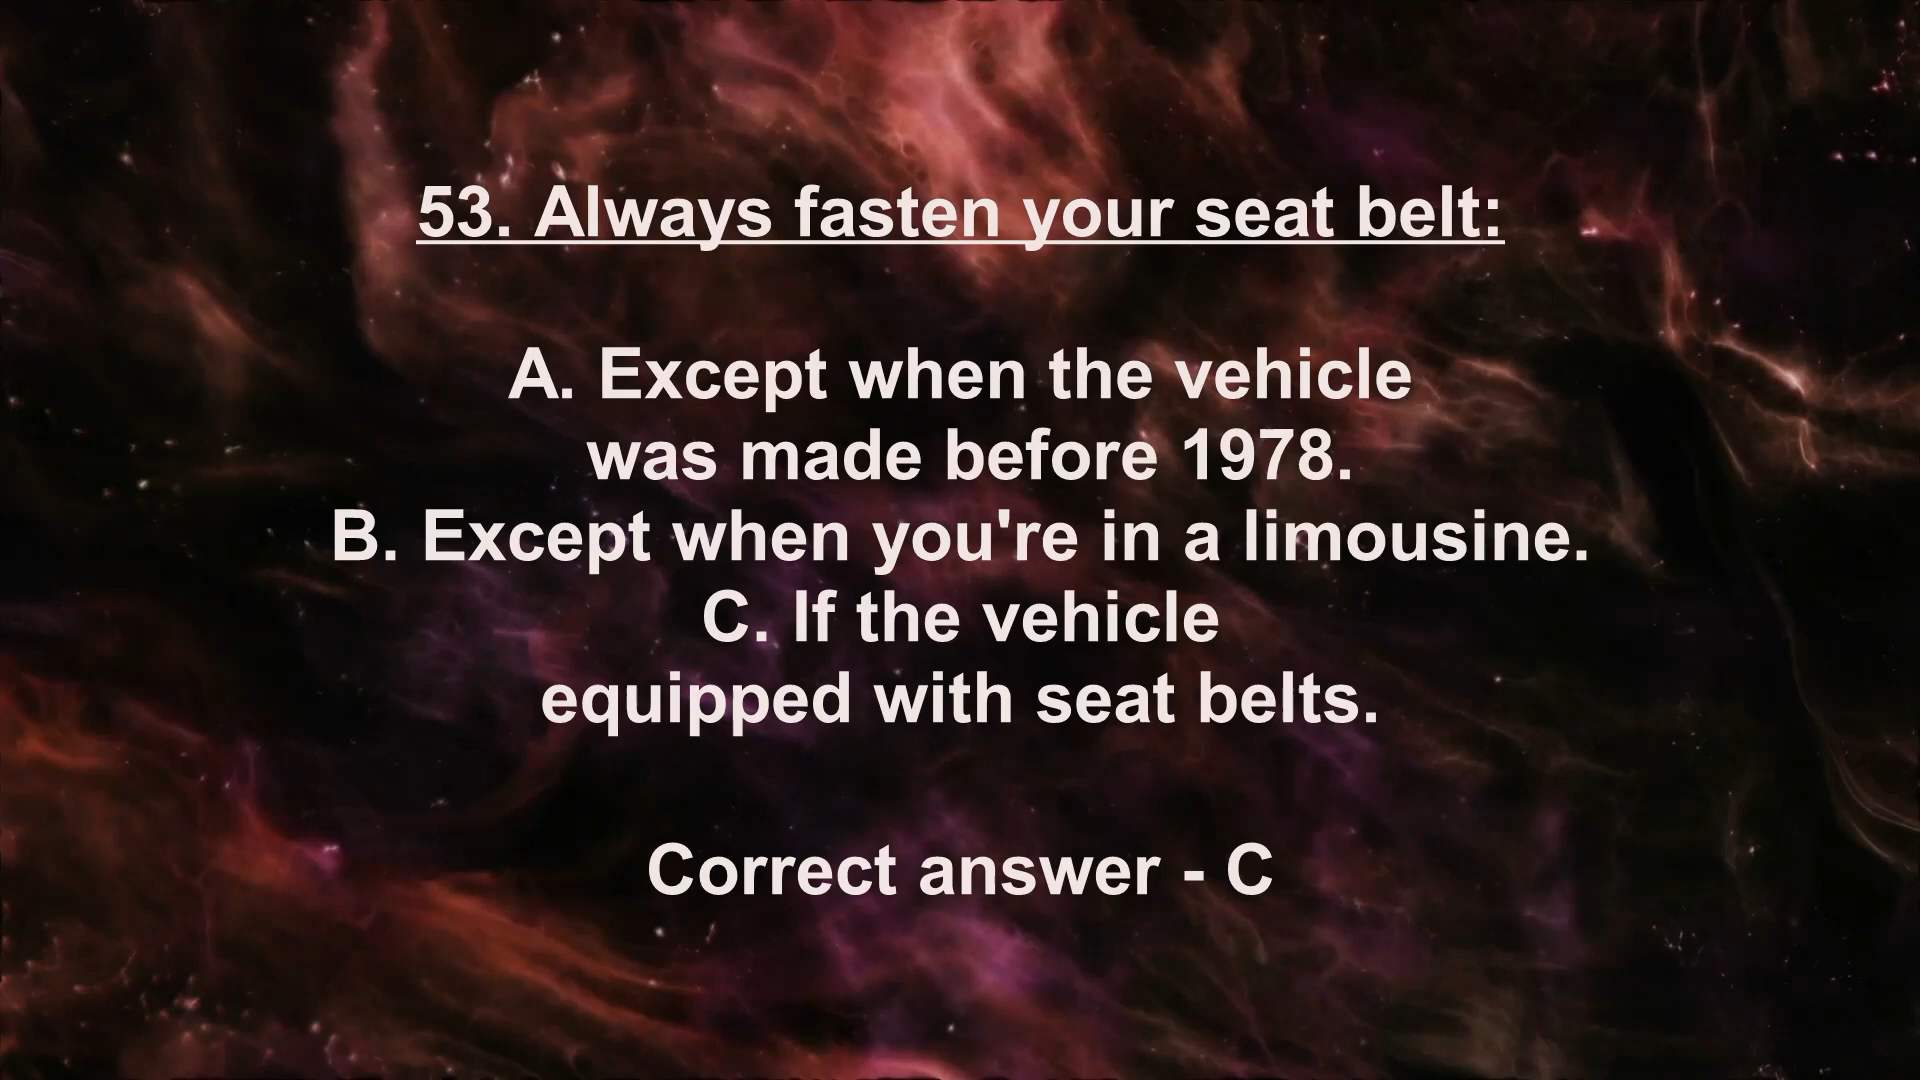 53. Always fasten your seat belt:
A. Except when the vehicle
was made before 1978.
B. Except when you're in a limousine.
C. If the vehicle
equipped with seat belts.
Correct answer - C